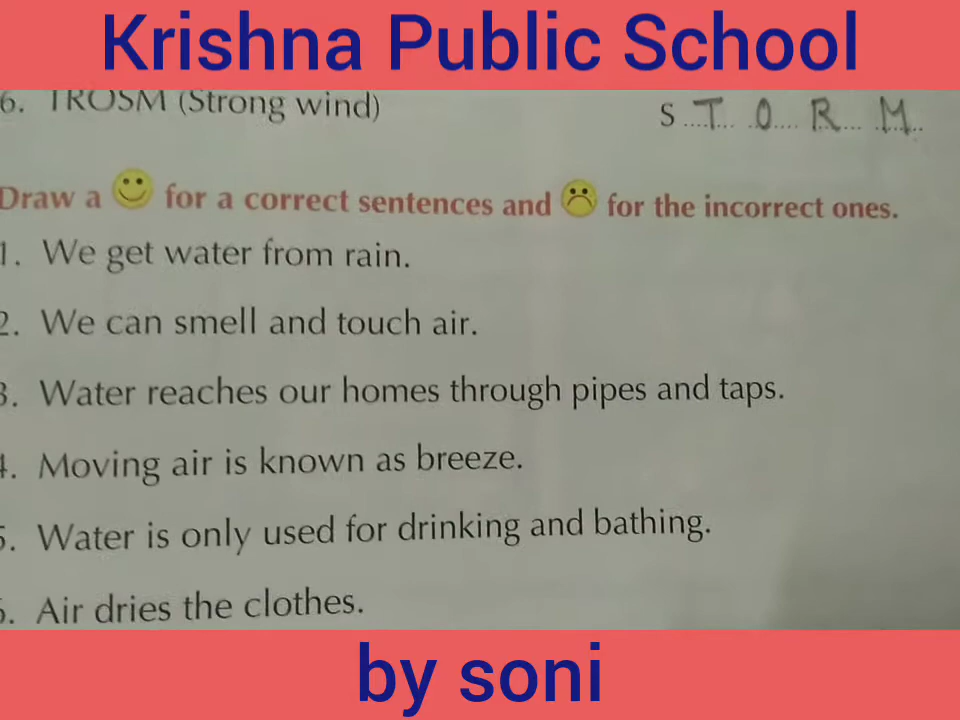 Krishna Public School
6. TROSM (Strong wind) S T O R M
Draw a for a correct sentences and for the incorrect ones.
1. We get water from rain.
2. We can smell and touch air.
3. Water reaches our homes through pipes and taps.
4. Moving air is known as breeze.
5. Water is only used for drinking and bathing.
6. Air dries the clothes.
by soni